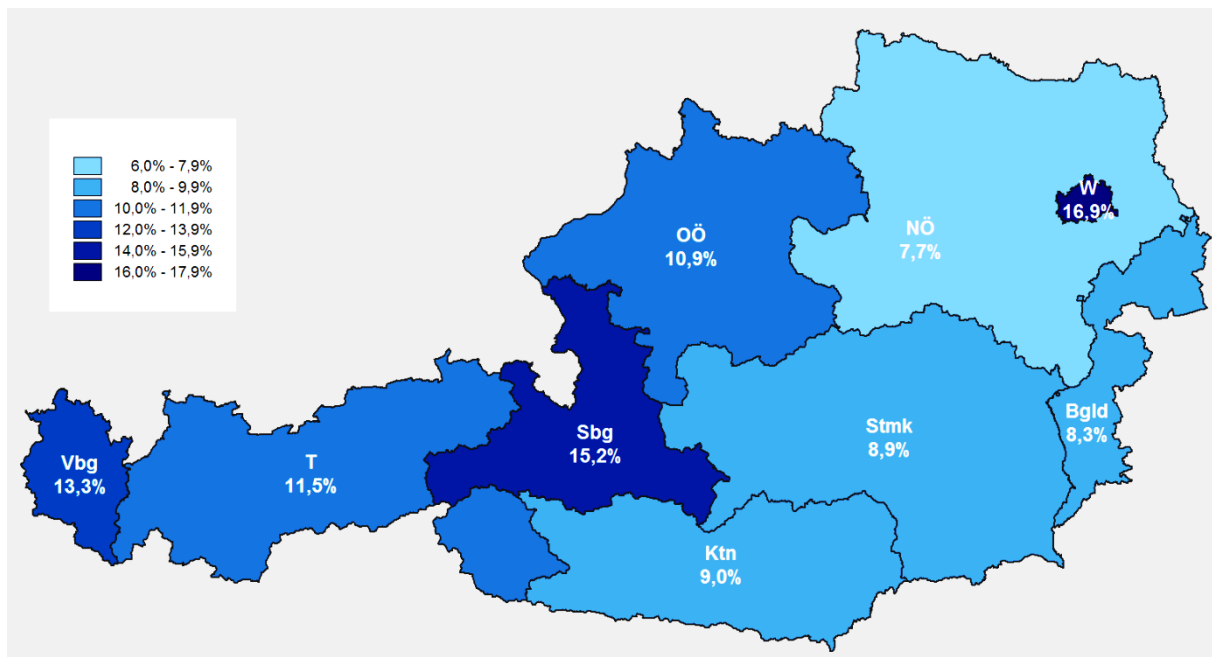 6,0% - 7,9%
8,0% - 9,9%
10,0% - 11,9%
12,0% - 13,9%
14,0% - 15,9%
16,0% - 17,9%
W
16,9%
NÖ
7,7%
OÖ
10,9%
Bgld
8,3%
Stmk
8,9%
Sbg
15,2%
Vbg
13,3%
T
11,5%
Ktn
9,0%